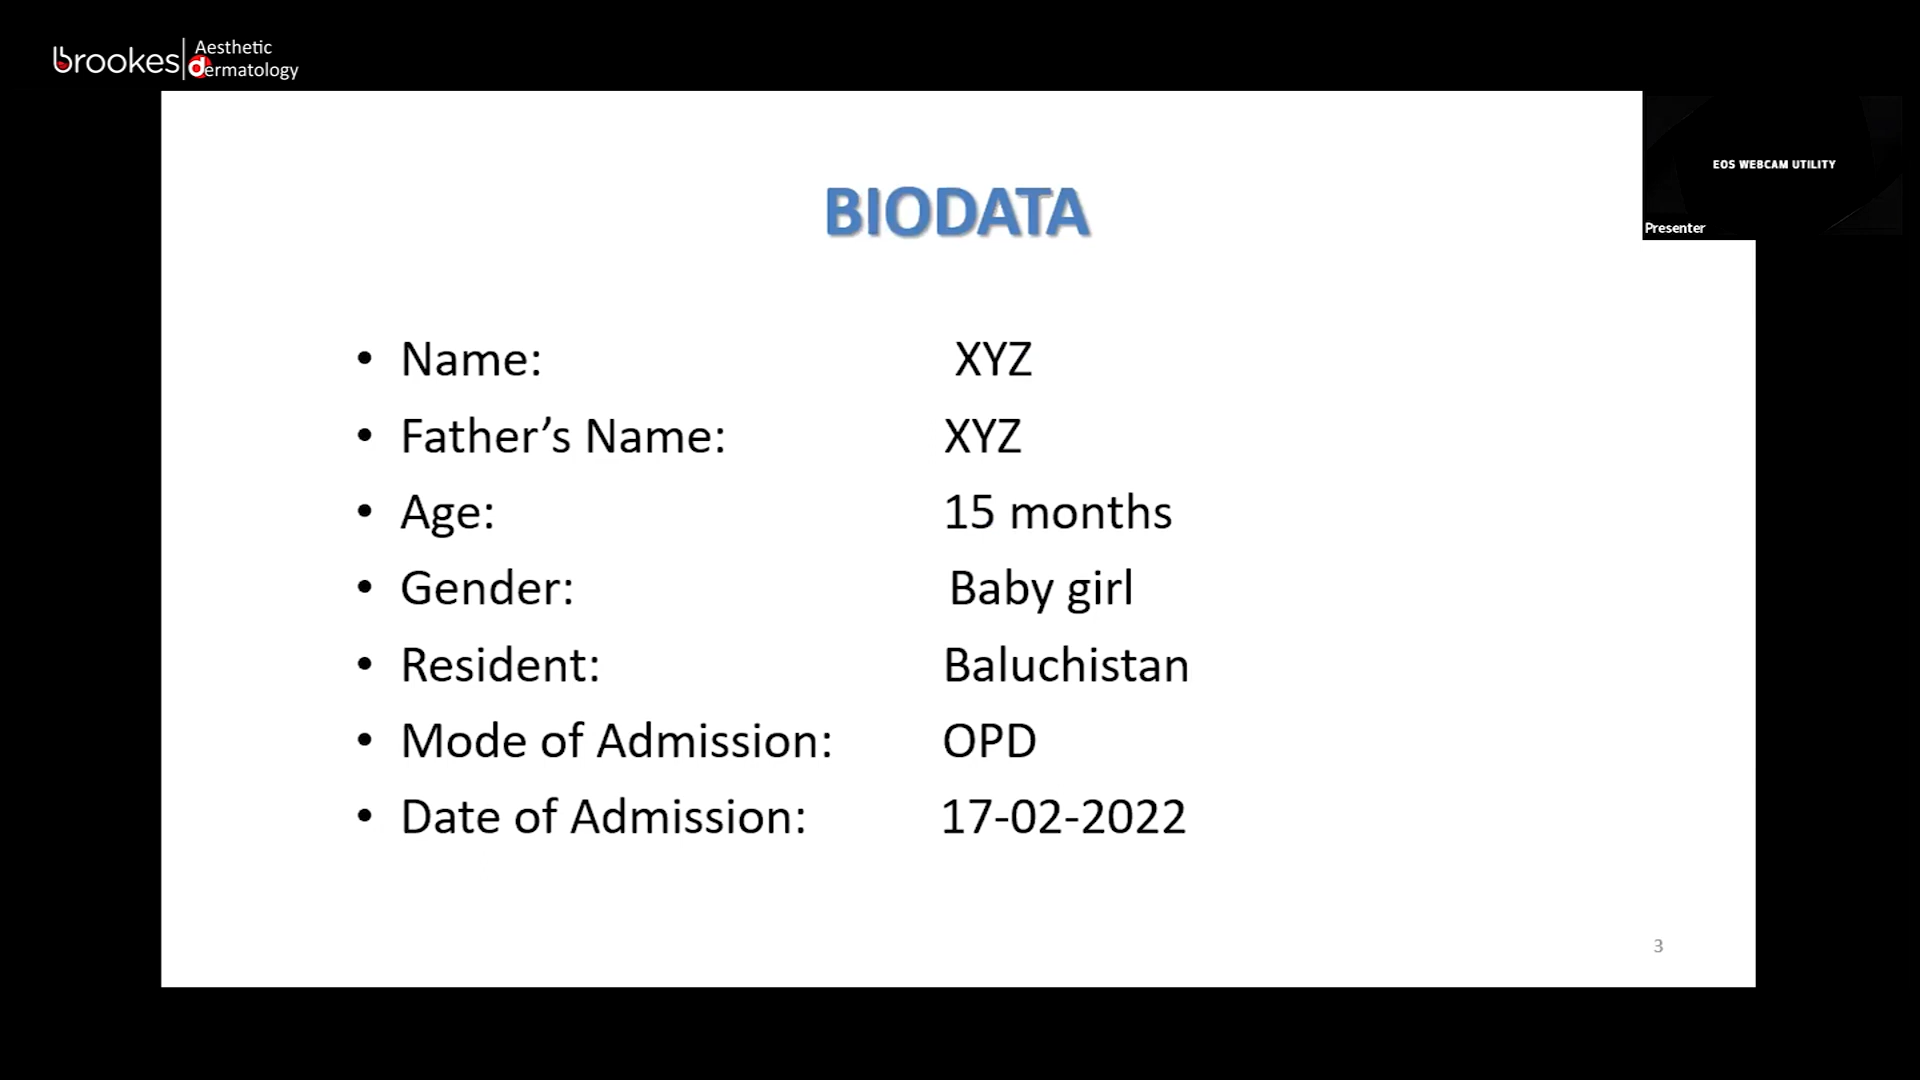 brookes Aesthetic
dermatology
EOS WEBCAM UTILITY
Presenter
BIODATA
• Name: XYZ
• Father’s Name: XYZ
• Age: 15 months
• Gender: Baby girl
• Resident: Baluchistan
• Mode of Admission: OPD
• Date of Admission: 17-02-2022
3